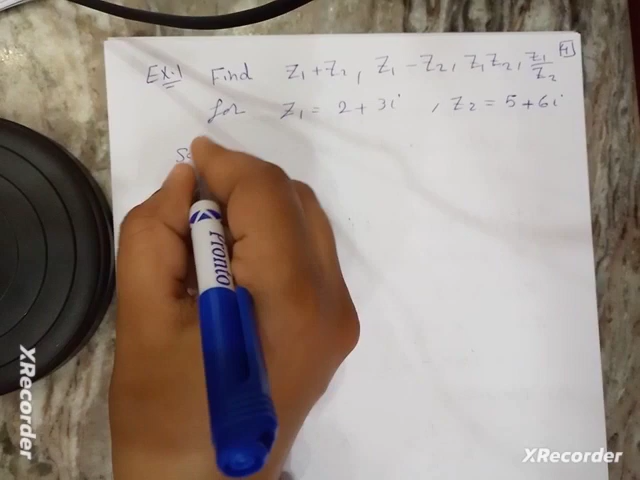 Ex.1 Find Z₁+Z₂, Z₁-Z₂, Z₁Z₂, Z₁/Z₂
4
for Z₁ = 2+3i , Z₂ = 5+6i
Pronto
XRecorder
XRecorder